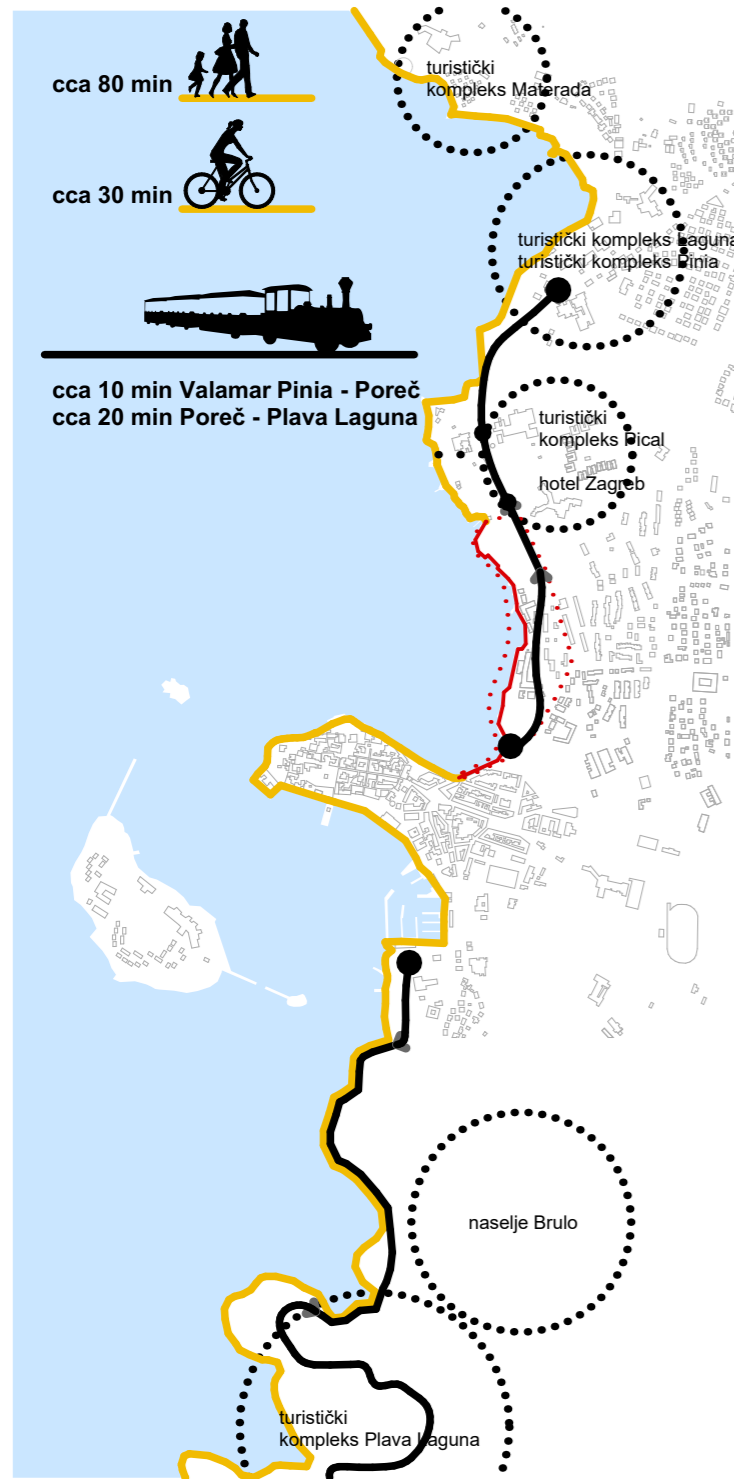 cca 80 min
cca 30 min
cca 10 min Valamar Pinia - Poreč
cca 20 min Poreč - Plava Laguna
turistički
kompleks Materada
turistički kompleks Laguna
turistički kompleks Pinia
turistički
kompleks Pical
hotel Zagreb
naselje Brulo
turistički
kompleks Plava Laguna